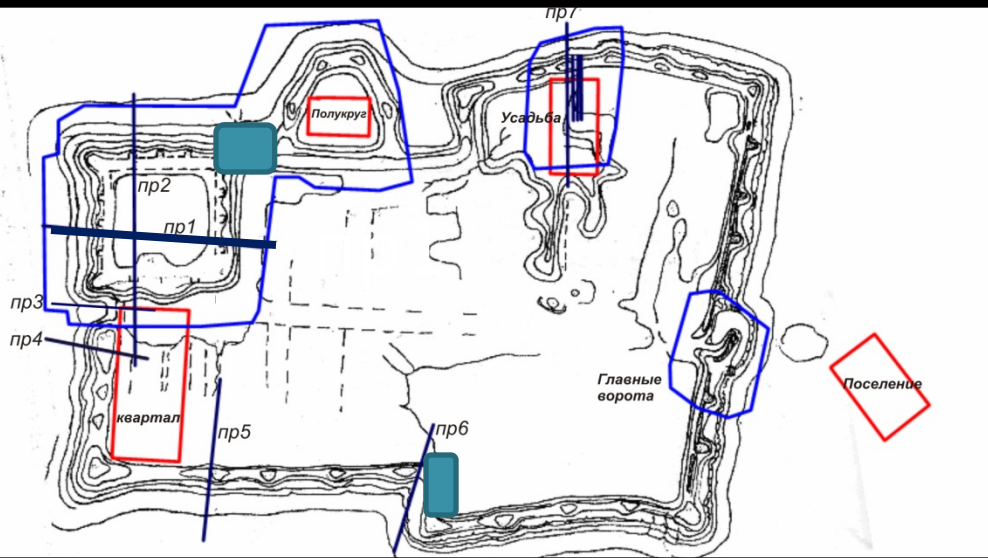 пр7
Полукруг
Усадьба
пр2
пр1
пр3
пр4
Главные
ворота
Поселение
квартал
пр5
пр6